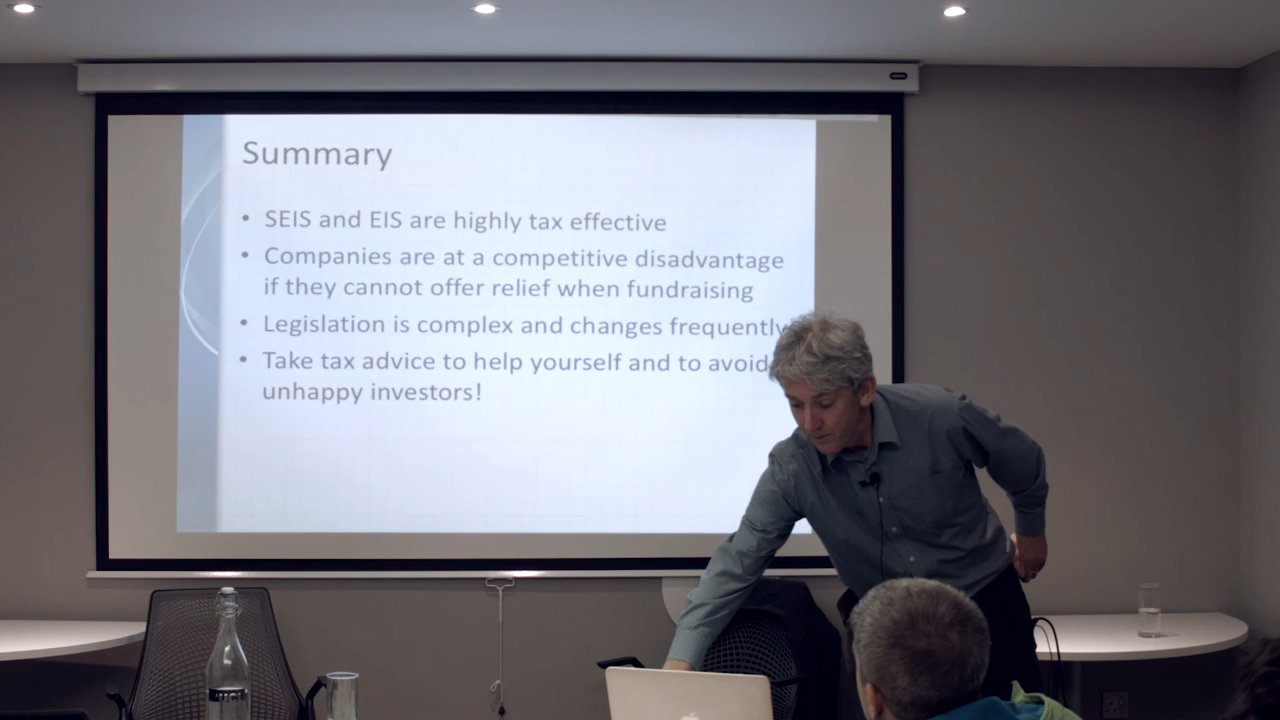 Summary
• SEIS and EIS are highly tax effective
• Companies are at a competitive disadvantage
if they cannot offer relief when fundraising
• Legislation is complex and changes frequently
• Take tax advice to help yourself and to avoid
unhappy investors!